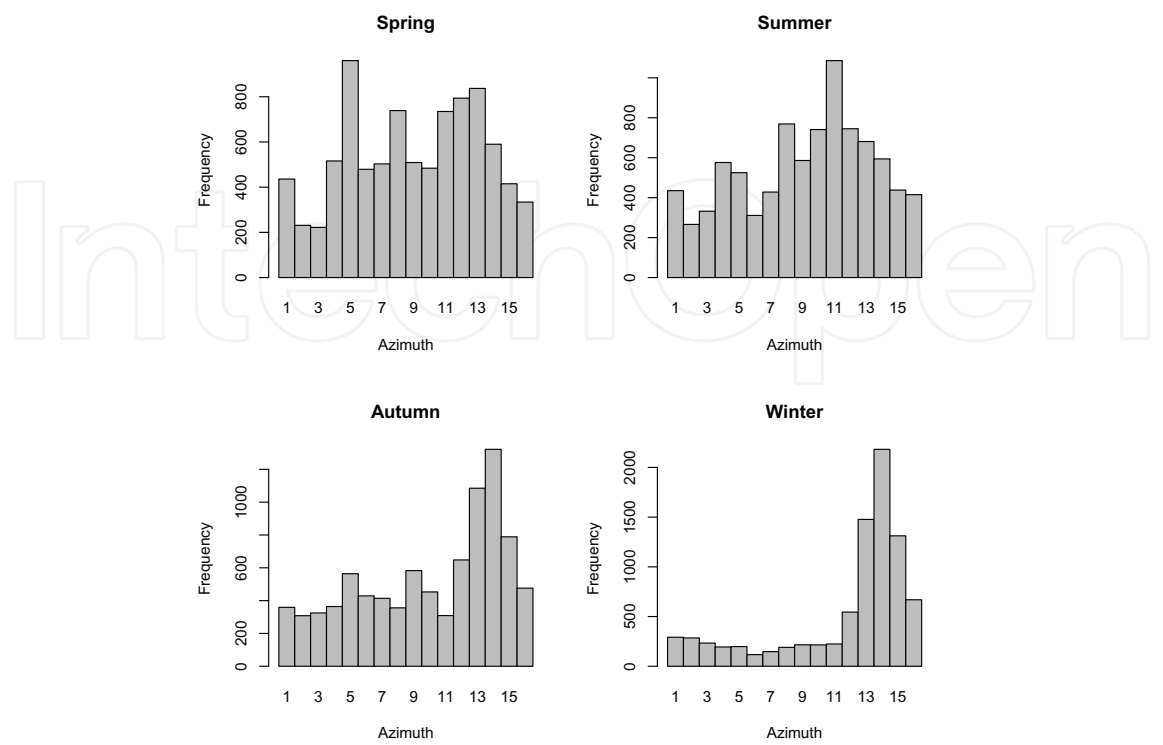 Spring
Frequency
0 200 400 600 800
1 3 5 7 9 11 13 15
Azimuth
Summer
Frequency
0 200 400 600 800
1 3 5 7 9 11 13 15
Azimuth
IntechOpen
Autumn
Frequency
0 200 600 1000
1 3 5 7 9 11 13 15
Azimuth
Winter
Frequency
0 500 1000 1500 2000
1 3 5 7 9 11 13 15
Azimuth